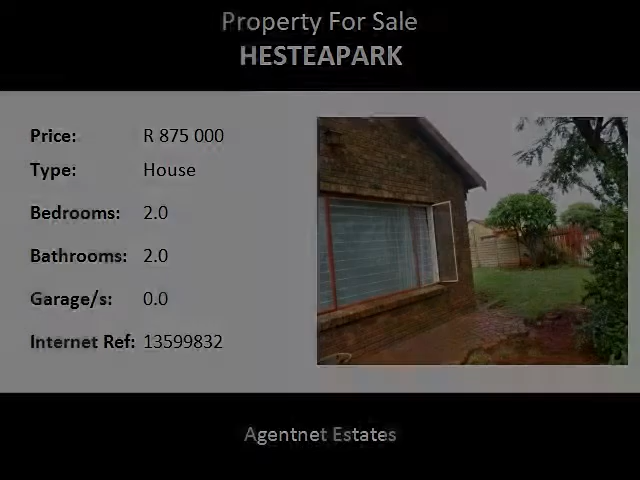 Property For Sale
HESTEAPARK
Price: R 875 000
Type: House
Bedrooms: 2.0
Bathrooms: 2.0
Garage/s: 0.0
Internet Ref: 13599832
Agentnet Estates